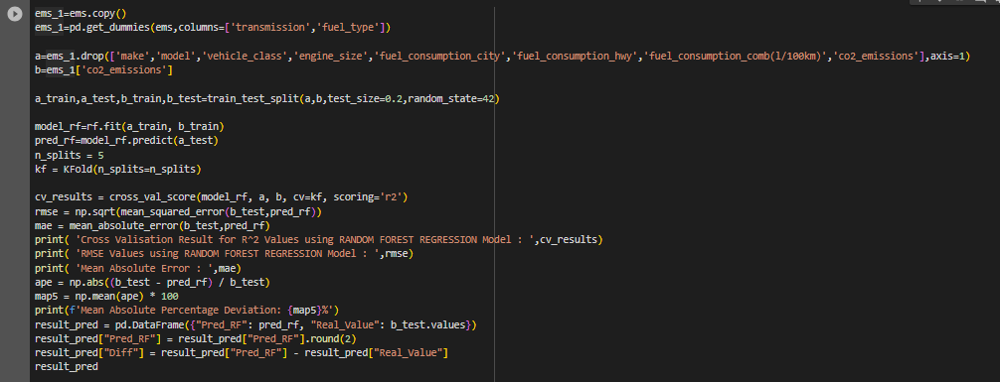 ems_1=ems.copy()
ems_1=pd.get_dummies(ems,columns=['transmission','fuel_type'])
a=ems_1.drop(['make','model','vehicle_class','engine_size','fuel_consumption_city','fuel_consumption_hwy','fuel_consumption_comb(l/100km)','co2_emissions'],axis=1)
b=ems_1['co2_emissions']
a_train,a_test,b_train,b_test=train_test_split(a,b,test_size=0.2,random_state=42)
model_rf=rf.fit(a_train, b_train)
pred_rf=model_rf.predict(a_test)
n_splits = 5
kf = KFold(n_splits=n_splits)
cv_results = cross_val_score(model_rf, a, b, cv=kf, scoring='r2')
rmse = np.sqrt(mean_squared_error(b_test,pred_rf))
mae = mean_absolute_error(b_test,pred_rf)
print( 'Cross Valisation Result for R^2 Values using RANDOM FOREST REGRESSION Model : ',cv_results)
print( 'RMSE Values using RANDOM FOREST REGRESSION Model : ',rmse)
print( 'Mean Absolute Error : ',mae)
ape = np.abs((b_test - pred_rf) / b_test)
map5 = np.mean(ape) * 100
print(f'Mean Absolute Percentage Deviation: {map5}%')
result_pred = pd.DataFrame({"Pred_RF": pred_rf, "Real_Value": b_test.values})
result_pred["Pred_RF"] = result_pred["Pred_RF"].round(2)
result_pred["Diff"] = result_pred["Pred_RF"] - result_pred["Real_Value"]
result_pred